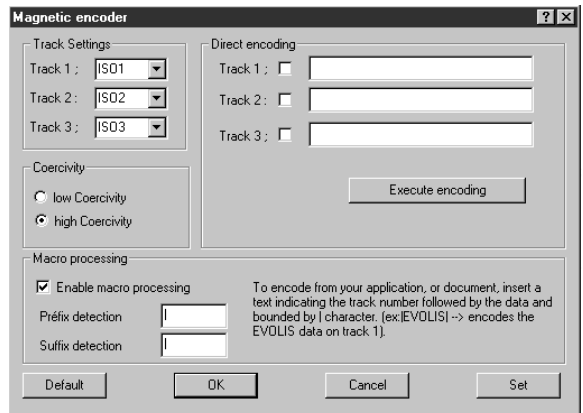 Magnetic encoder
Track Settings
Track 1 ; ISO1
Track 2 : ISO2
Track 3 ; ISO3
Coercivity
low Coercivity
high Coercivity
Direct encoding
Track 1 ;
Track 2 :
Track 3 ;
Execute encoding
Macro processing
Enable macro processing
Préfix detection |
Suffix detection |
To encode from your application, or document, insert a
text indicating the track number followed by the data and
bounded by | character. (ex:|EVOLIS| --> encodes the
EVOLIS data on track 1).
Default
OK
Cancel
Set